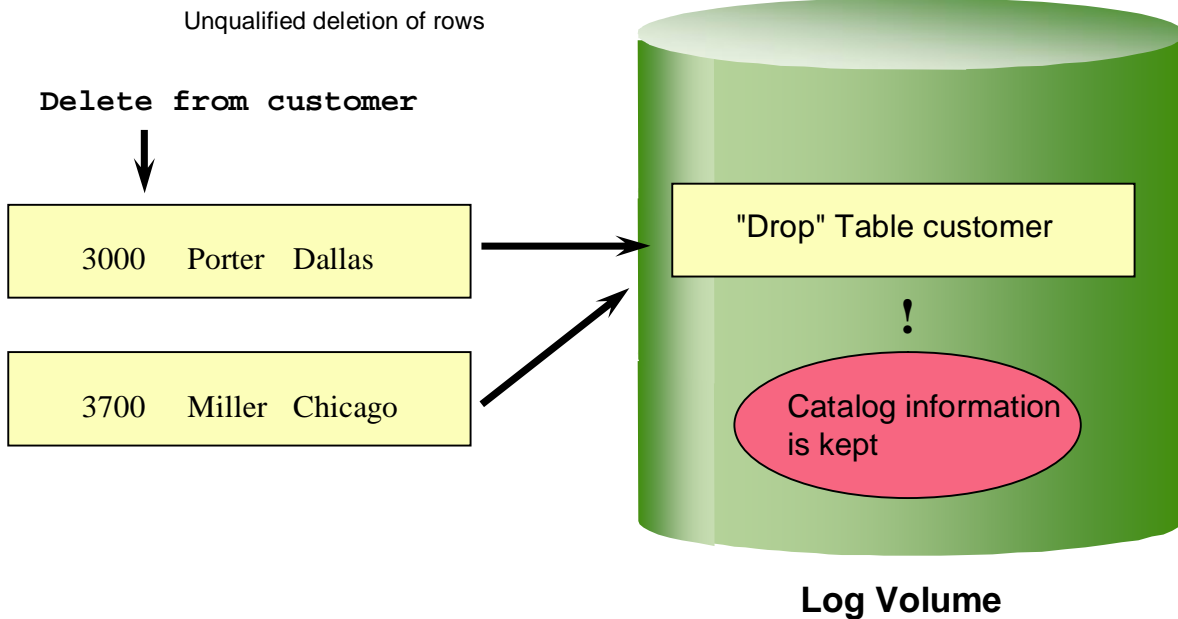 Unqualified deletion of rows
Delete from customer
3000 Porter Dallas
3700 Miller Chicago
"Drop" Table customer
!
Catalog information
is kept
Log Volume